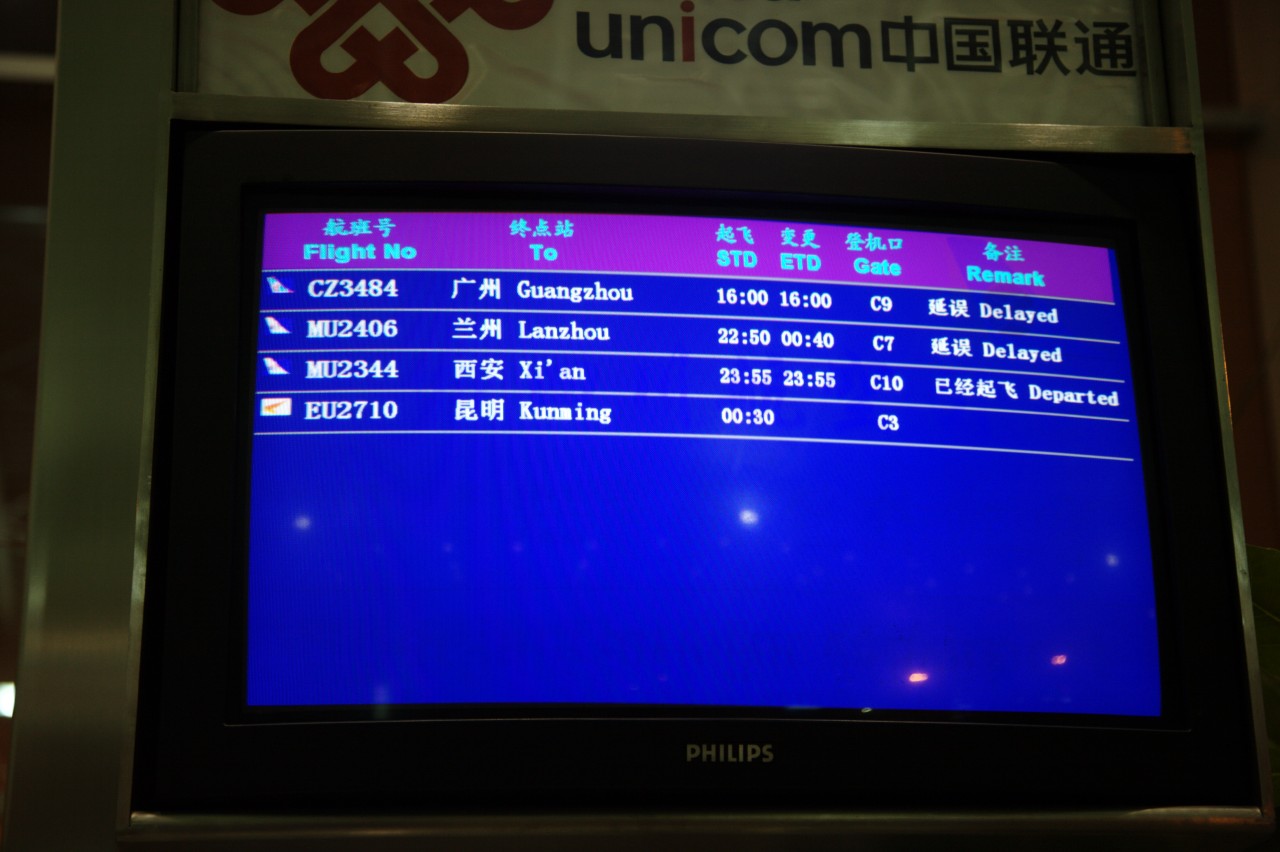 unicom中国联通
航班号 终点站 起飞 变更 登机口 备注
Flight No To STD ETD Gate Remark
CZ3484 广州 Guangzhou 16:00 16:00 C9 延误 Delayed
MU2406 兰州 Lanzhou 22:50 00:40 C7 延误 Delayed
MU2344 西安 Xi'an 23:55 23:55 C10 已经起飞 Departed
EU2710 昆明 Kunming 00:30 C3
PHILIPS